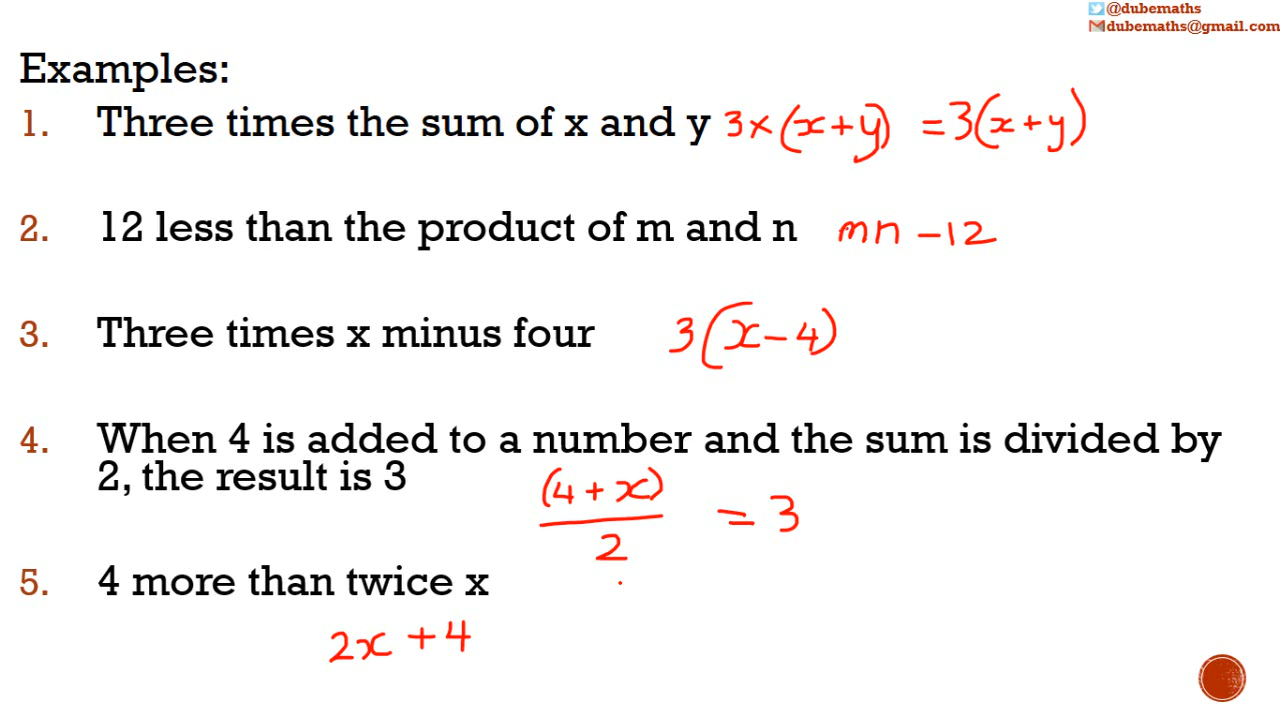 @dubemaths
dubemaths@gmail.com
Examples:
1. Three times the sum of x and y 3×(x+y) =3(x+y)
2. 12 less than the product of m and n mn -12
3. Three times x minus four 3(x-4)
4. When 4 is added to a number and the sum is divided by
2, the result is 3
(4+x)
= 3
2
5. 4 more than twice x
2x +4